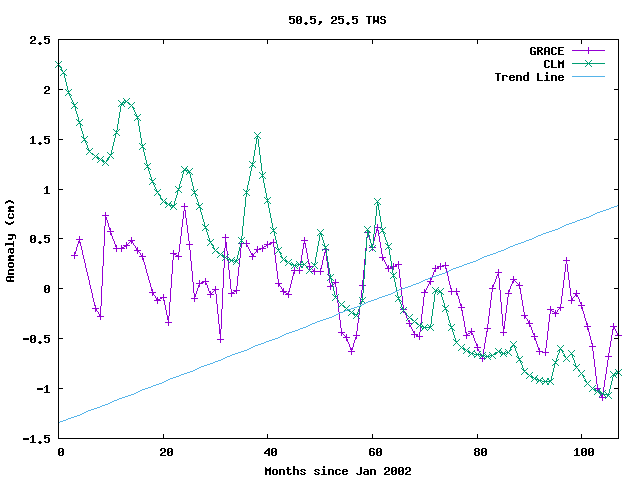 50.5, 25.5 TWS
GRACE
CLM
Trend Line
2.5
2
1.5
1
0.5
0
-0.5
-1
-1.5
Anomaly (cm)
0 20 40 60 80 100
Months since Jan 2002